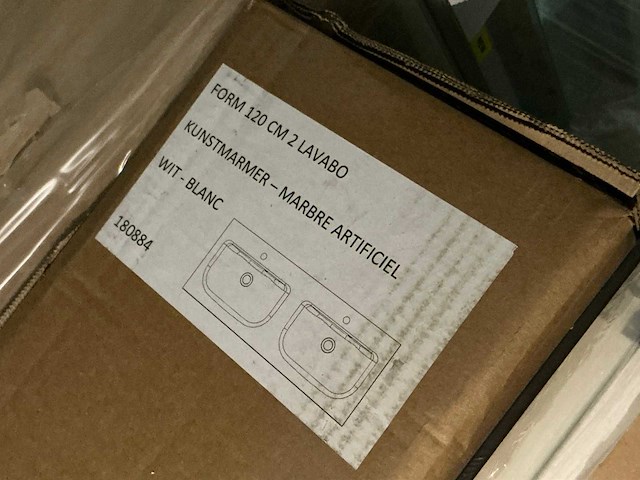 FORM 120 CM 2 LAVABO
KUNSTMARMER – MARBRE ARTIFICIEL
WIT - BLANC
180884